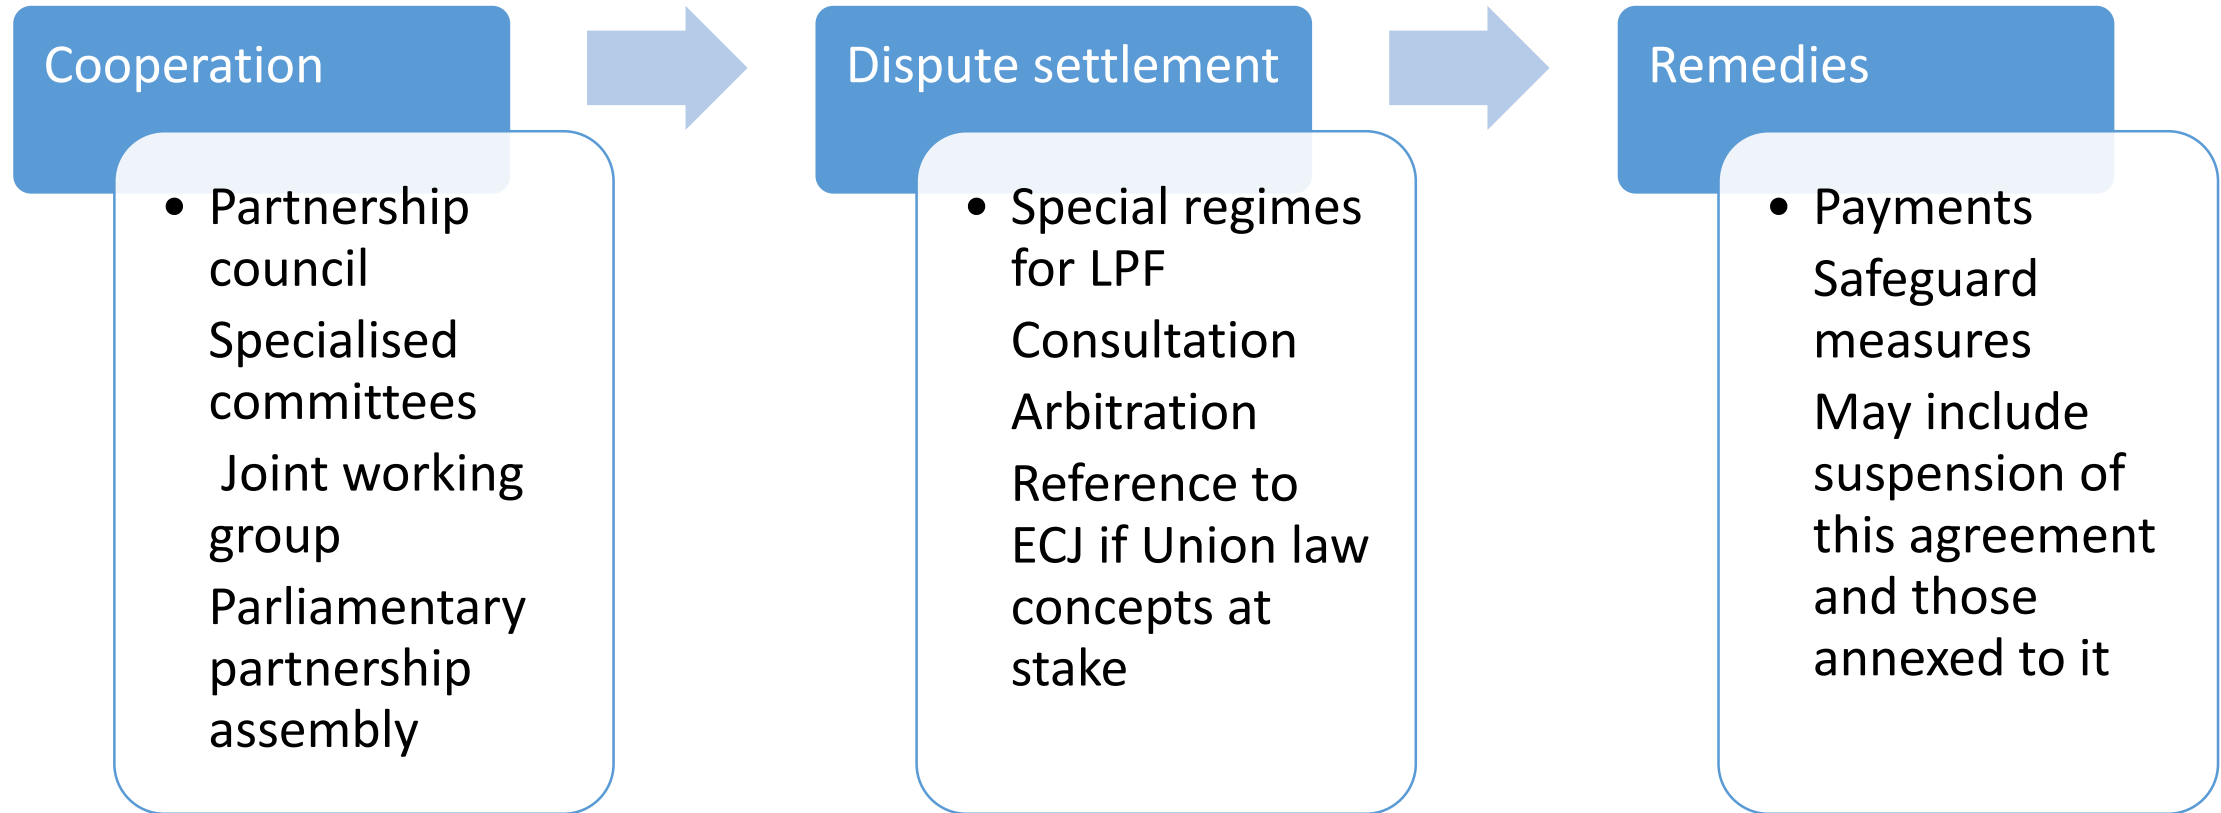 Cooperation
• Partnership
council
Specialised
committees
Joint working
group
Parliamentary
partnership
assembly
Dispute settlement
• Special regimes
for LPF
Consultation
Arbitration
Reference to
ECJ if Union law
concepts at
stake
Remedies
• Payments
Safeguard
measures
May include
suspension of
this agreement
and those
annexed to it